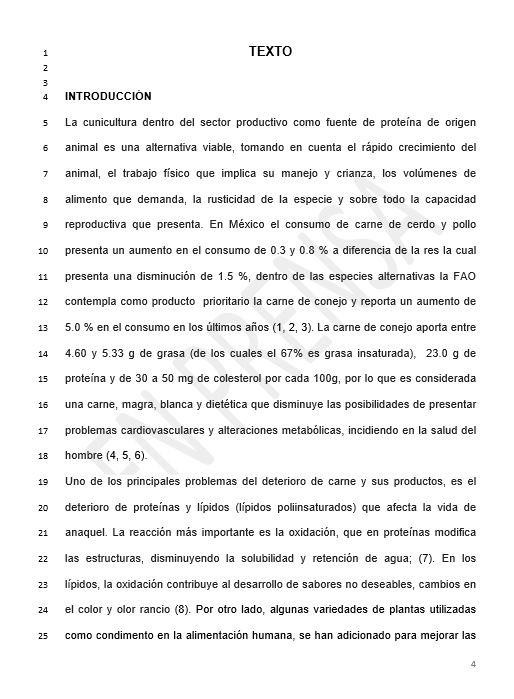 1 TEXTO
2
3
4 INTRODUCCIÓN
5 La cunicultura dentro del sector productivo como fuente de proteína de origen
6 animal es una alternativa viable, tomando en cuenta el rápido crecimiento del
7 animal, el trabajo físico que implica su manejo y crianza, los volúmenes de
8 alimento que demanda, la rusticidad de la especie y sobre todo la capacidad
9 reproductiva que presenta. En México el consumo de carne de cerdo y pollo
10 presenta un aumento en el consumo de 0.3 y 0.8 % a diferencia de la res la cual
11 presenta una disminución de 1.5 %, dentro de las especies alternativas la FAO
12 contempla como producto prioritario la carne de conejo y reporta un aumento de
13 5.0 % en el consumo en los últimos años (1, 2, 3). La carne de conejo aporta entre
14 4.60 y 5.33 g de grasa (de los cuales el 67% es grasa insaturada), 23.0 g de
15 proteína y de 30 a 50 mg de colesterol por cada 100g, por lo que es considerada
16 una carne, magra, blanca y dietética que disminuye las posibilidades de presentar
17 problemas cardiovasculares y alteraciones metabólicas, incidiendo en la salud del
18 hombre (4, 5, 6).
19 Uno de los principales problemas del deterioro de carne y sus productos, es el
20 deterioro de proteínas y lípidos (lípidos poliinsaturados) que afecta la vida de
21 anaquel. La reacción más importante es la oxidación, que en proteínas modifica
22 las estructuras, disminuyendo la solubilidad y retención de agua; (7). En los
23 lípidos, la oxidación contribuye al desarrollo de sabores no deseables, cambios en
24 el color y olor rancio (8). Por otro lado, algunas variedades de plantas utilizadas
25 como condimento en la alimentación humana, se han adicionado para mejorar las
4
EN PRENSA